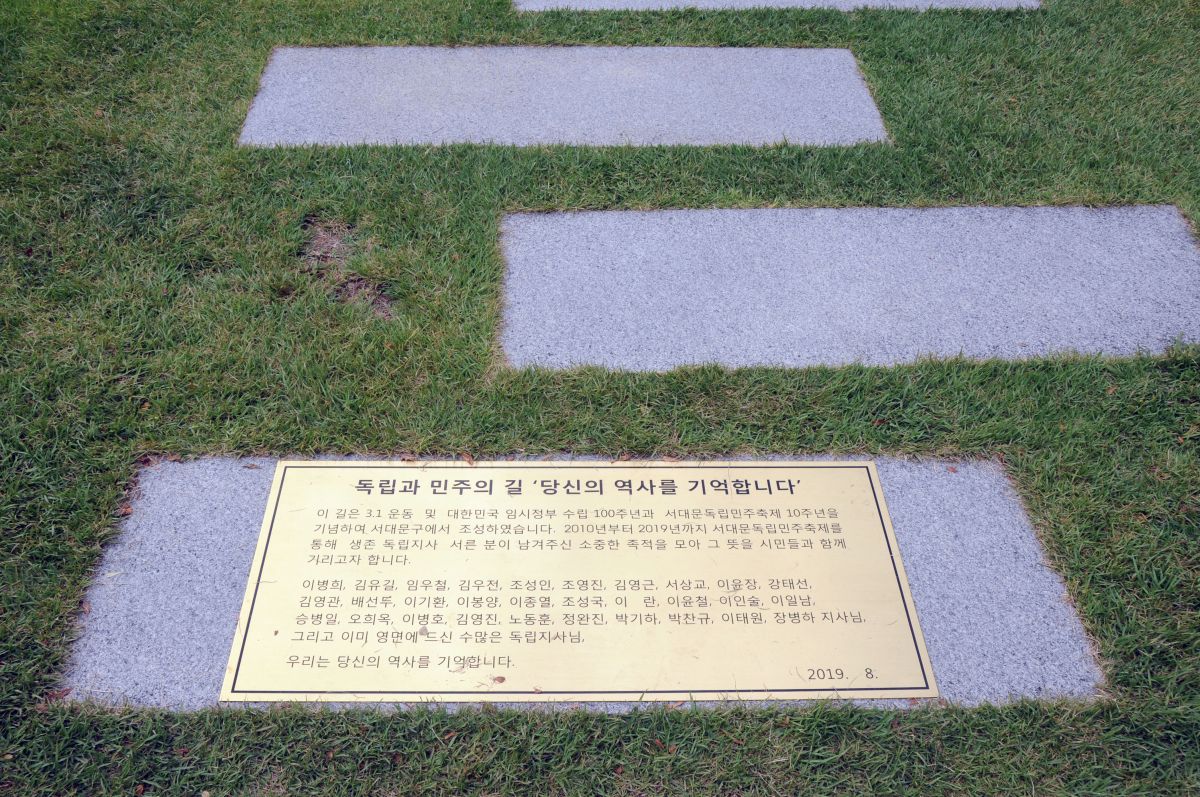 독립과 민주의 길 ‘당신의 역사를 기억합니다’
이 길은 3.1 운동 및 대한민국 임시정부 수립 100주년과 서대문독립민주축제 10주년을
기념하여 서대문구에서 조성하였습니다. 2010년부터 2019년까지 서대문독립민주축제를
통해 생존 독립지사 서른 분이 남겨주신 소중한 족적을 모아 그 뜻을 시민들과 함께
기리고자 합니다.
이병희, 김유길, 임우철, 김우전, 조성인, 조영진, 김영근, 서상교, 이윤장, 강태선,
김영관, 배선두, 이기환, 이봉양, 이종열, 조성국, 이 란, 이윤철, 이인술, 이일남,
승병일, 오희옥, 이병호, 김영진, 노동훈, 정완진, 박기하, 박찬규, 이태원, 장병하 지사님,
그리고 이미 영면에 드신 수많은 독립지사님,
우리는 당신의 역사를 기억합니다.
2019. 8.